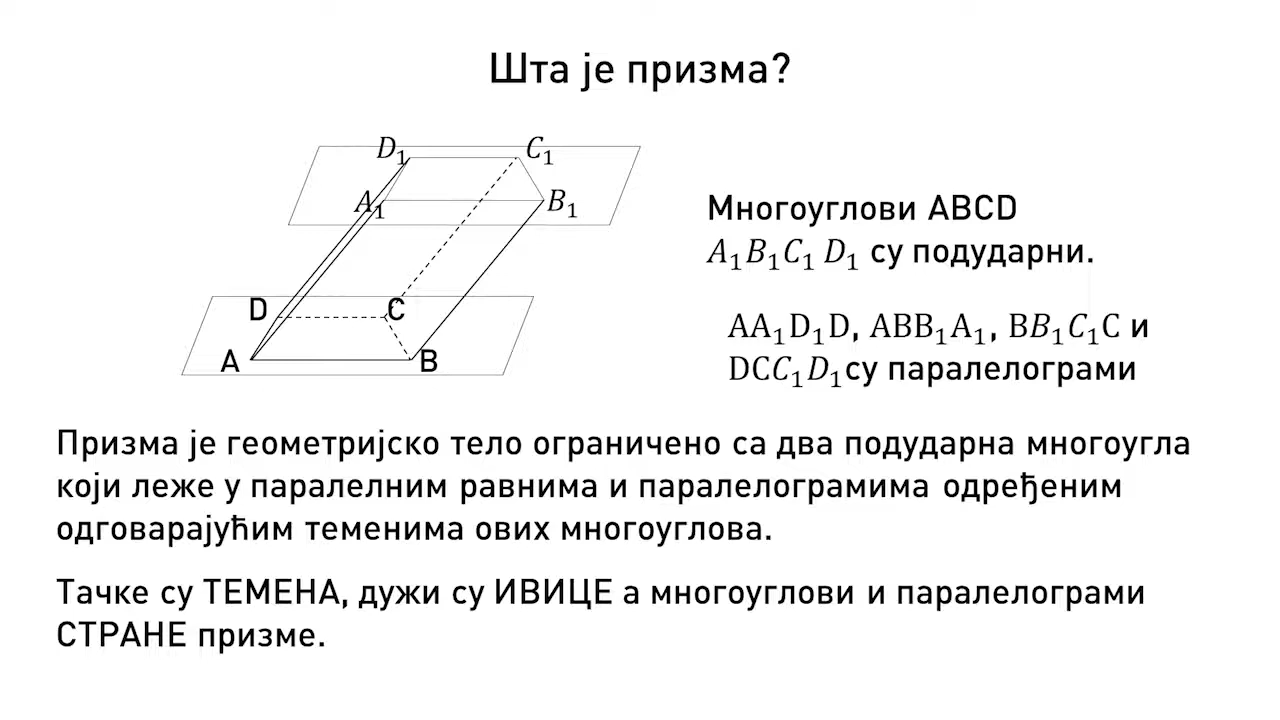 Шта је призма?
D₁ C₁
A₁ B₁
D C
A B
Многоуглови ABCD
A₁B₁C₁ D₁ су подударни.
AA₁D₁D, ABB₁A₁, BB₁C₁C и
DCC₁D₁су паралелограми
Призма је геометријско тело ограничено са два подударна многоугла
који леже у паралелним равнима и паралелограмима одређеним
одговарајућим теменима ових многоуглова.
Тачке су ТЕМЕНА, дужи су ИВИЦЕ а многоуглови и паралелограми
СТРАНЕ призме.